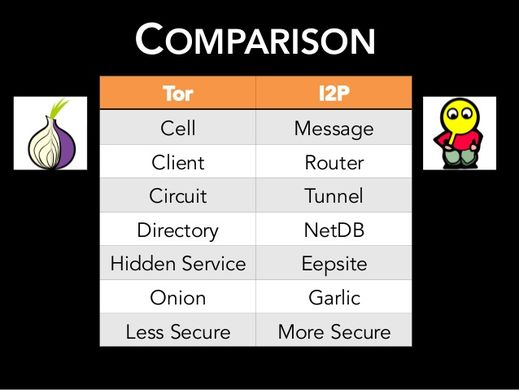 COMPARISON
Tor I2P
Cell Message
Client Router
Circuit Tunnel
Directory NetDB
Hidden Service Eepsite
Onion Garlic
Less Secure More Secure